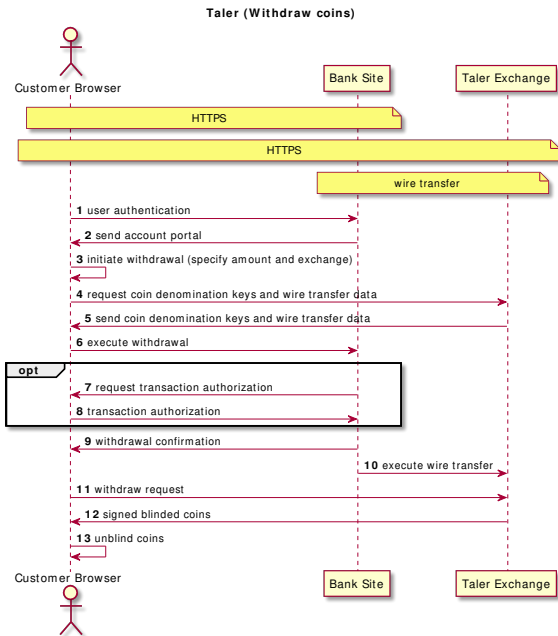 Taler (Withdraw coins)
Customer Browser
Bank Site
Taler Exchange
HTTPS
HTTPS
wire transfer
1 user authentication
2 send account portal
3 initiate withdrawal (specify amount and exchange)
4 request coin denomination keys and wire transfer data
5 send coin denomination keys and wire transfer data
6 execute withdrawal
opt
7 request transaction authorization
8 transaction authorization
9 withdrawal confirmation
10 execute wire transfer
11 withdraw request
12 signed blinded coins
13 unblind coins
Customer Browser
Bank Site
Taler Exchange